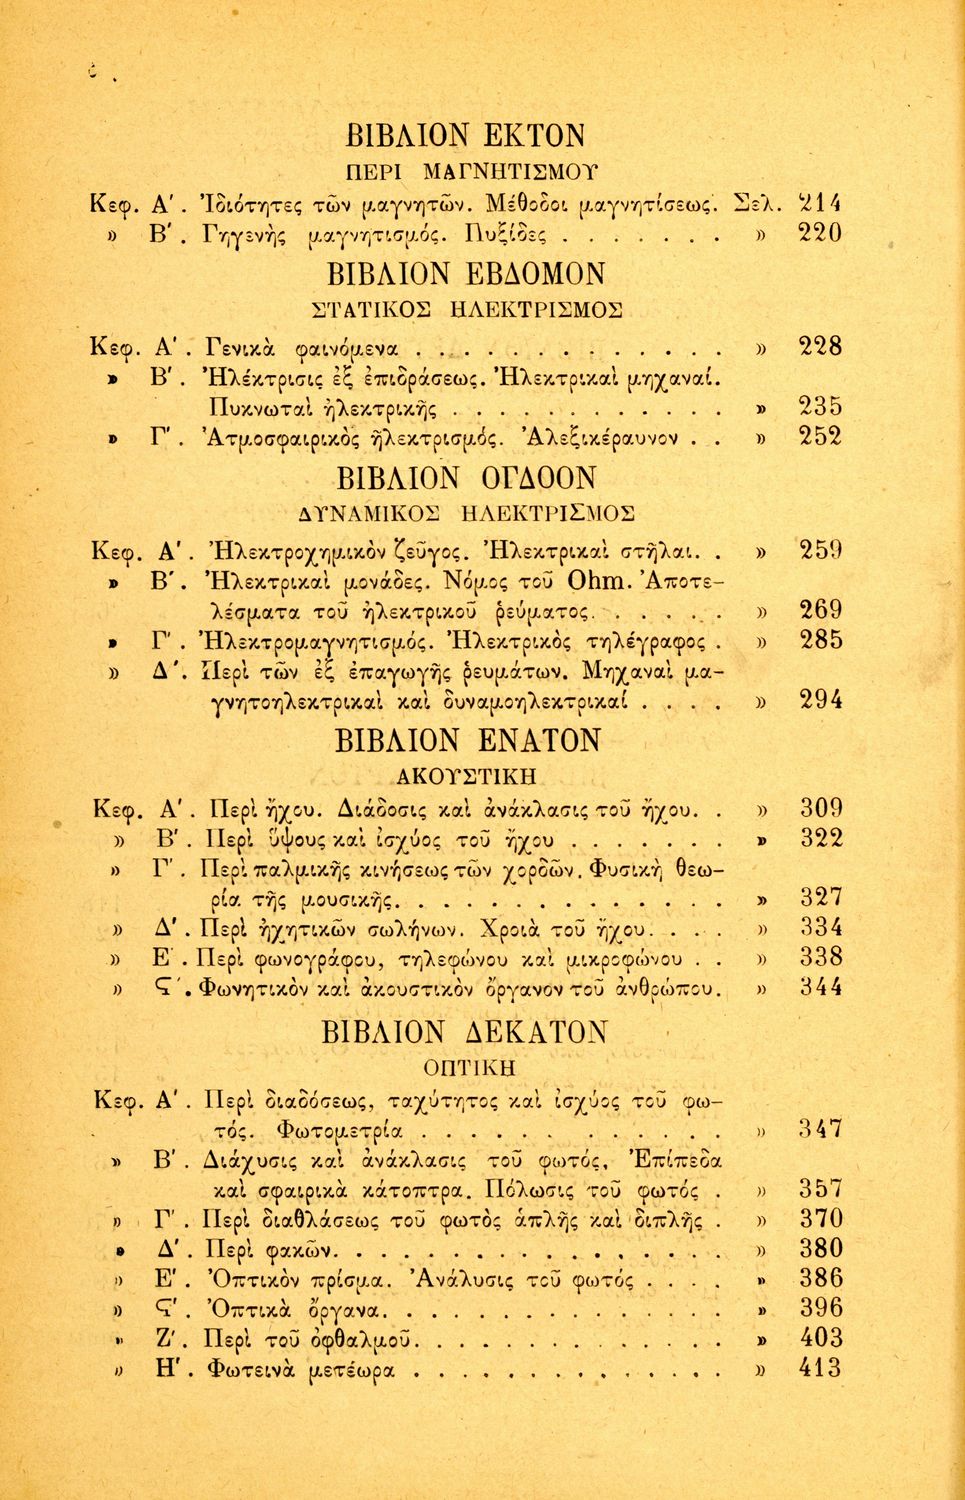 ΒΙΒΛΙΟΝ ΕΚΤΟΝ
ΠΕΡΙ ΜΑΓΝΗΤΙΣΜΟΥ
Κεφ. Α'. Ἰδιότητες τῶν μαγνητῶν. Μέθοδοι μαγνητίσεως. Σελ. 214
» Β'. Γηγενὴς μαγνητισμός. Πυξίδες . . . . . . . » 220
ΒΙΒΛΙΟΝ ΕΒΔΟΜΟΝ
ΣΤΑΤΙΚΟΣ ΗΛΕΚΤΡΙΣΜΟΣ
Κεφ. Α'. Γενικὰ φαινόμενα . . . . . . . . . . . . . » 228
» Β'. Ἠλέκτρισις ἐξ ἐπιδράσεως. Ἠλεκτρικαὶ μηχαναί.
Πυκνωταὶ ἠλεκτρικῆς . . . . . . . . . . . . » 235
» Γ'. Ἀτμοσφαιρικὸς ἠλεκτρισμός. Ἀλεξικέραυνον . . » 252
ΒΙΒΛΙΟΝ ΟΓΔΟΟΝ
ΔΥΝΑΜΙΚΟΣ ΗΛΕΚΤΡΙΣΜΟΣ
Κεφ. Α'. Ἠλεκτροχημικὸν ζεῦγος. Ἠλεκτρικαὶ στῆλαι. . » 259
» Β'. Ἠλεκτρικαὶ μονάδες. Νόμος τοῦ Ohm. Ἀποτε-
λέσματα τοῦ ἠλεκτρικοῦ ῥεύματος. . . . . . » 269
» Γ'. Ἠλεκτρομαγνητισμός. Ἠλεκτρικὸς τηλέγραφος . » 285
» Δ'. Περὶ τῶν ἐξ ἐπαγωγῆς ῥευμάτων. Μηχαναὶ μα-
γνητοηλεκτρικαὶ καὶ δυναμοηλεκτρικαί . . . . » 294
ΒΙΒΛΙΟΝ ΕΝΑΤΟΝ
ΑΚΟΥΣΤΙΚΗ
Κεφ. Α'. Περὶ ἤχου. Διάδοσις καὶ ἀνάκλασις τοῦ ἤχου. . » 309
» Β'. Περὶ ὕψους καὶ ἰσχύος τοῦ ἤχου . . . . . . . » 322
» Γ'. Περὶ παλμικῆς κινήσεως τῶν χορδῶν. Φυσικὴ θεω-
ρία τῆς μουσικῆς. . . . . . . . . . . . . . » 327
» Δ'. Περὶ ἠχητικῶν σωλήνων. Χροιὰ τοῦ ἤχου. . . . » 334
» Ε'. Περὶ φωνογράφου, τηλεφώνου καὶ μικροφώνου . . » 338
» Ϛ'. Φωνητικὸν καὶ ἀκουστικὸν ὄργανον τοῦ ἀνθρώπου. » 344
ΒΙΒΛΙΟΝ ΔΕΚΑΤΟΝ
ΟΠΤΙΚΗ
Κεφ. Α'. Περὶ διαδόσεως, ταχύτητος καὶ ἰσχύος τοῦ φω-
τός. Φωτομετρία . . . . . . . . . . . . . » 347
» Β'. Διάχυσις καὶ ἀνάκλασις τοῦ φωτός, Ἐπίπεδα
καὶ σφαιρικὰ κάτοπτρα. Πόλωσις τοῦ φωτός . » 357
» Γ'. Περὶ διαθλάσεως τοῦ φωτὸς ἁπλῆς καὶ διπλῆς . » 370
» Δ'. Περὶ φακῶν. . . . . . . . . . . . . . . . . » 380
» Ε'. Ὀπτικὸν πρίσμα. Ἀνάλυσις τοῦ φωτός . . . . » 386
» Ϛ'. Ὀπτικὰ ὄργανα. . . . . . . . . . . . . . . » 396
» Ζ'. Περὶ τοῦ ὀφθαλμοῦ. . . . . . . . . . . . . . » 403
» Η'. Φωτεινὰ μετέωρα . . . . . . . . . . . . . . » 413